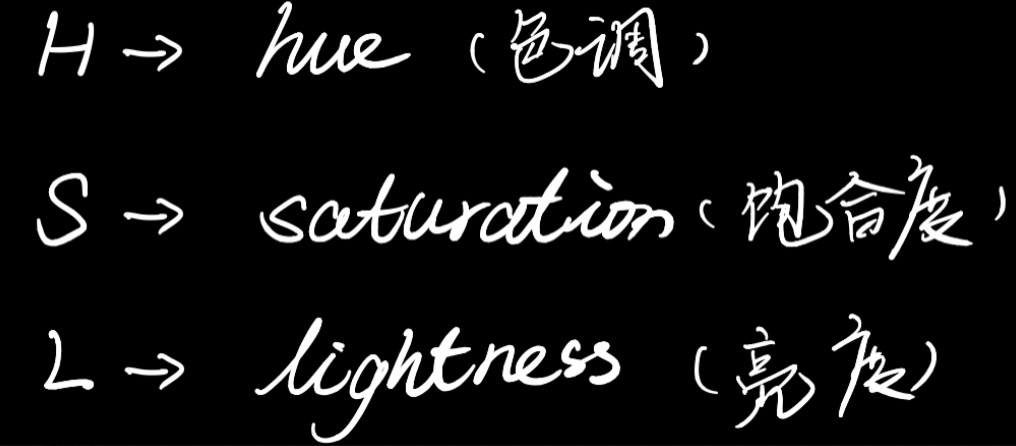 H → hue（色调）
S → saturation（饱合度）
L → lightness（亮度）